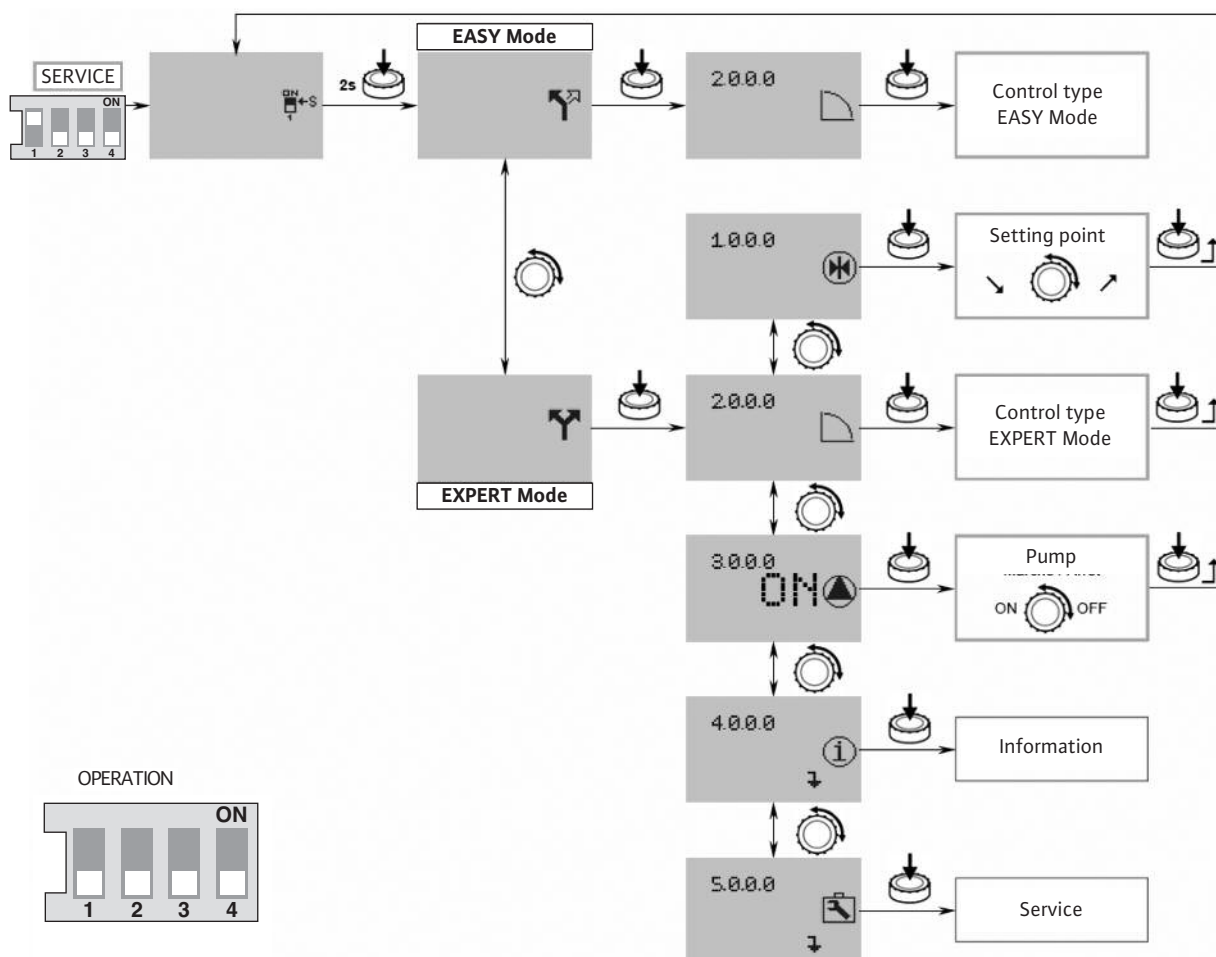 EASY Mode
SERVICE
ON
1 2 3 4
ON
←S
1
2s
2.0.0.0
Control type
EASY Mode
1.0.0.0
Setting point
2.0.0.0
Control type
EXPERT Mode
EXPERT Mode
3.0.0.0
ON
Pump
ON OFF
4.0.0.0
i
Information
OPERATION
ON
1 2 3 4
5.0.0.0
Service